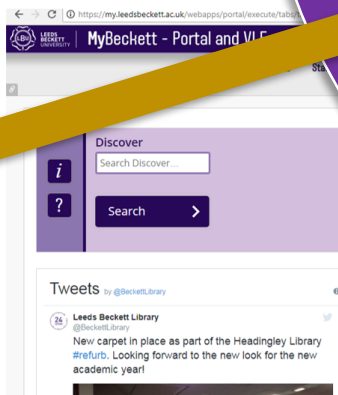 https://my.leedsbeckett.ac.uk/webapps/portal/execute/tabs/t
LEEDS BECKETT UNIVERSITY
MyBeckett - Portal and VLE
Discover
i
Search Discover...
?
Search
Tweets by @BeckettLibrary
24
Leeds Beckett Library
@BeckettLibrary
New carpet in place as part of the Headingley Library
#refurb. Looking forward to the new look for the new
academic year!